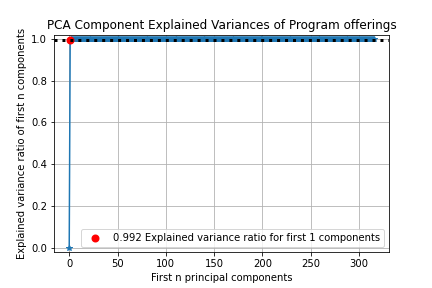 PCA Component Explained Variances of Program offerings
Explained variance ratio of first n components
1.0
0.8
0.6
0.4
0.2
0.0
0.992 Explained variance ratio for first 1 components
0 50 100 150 200 250 300
First n principal components